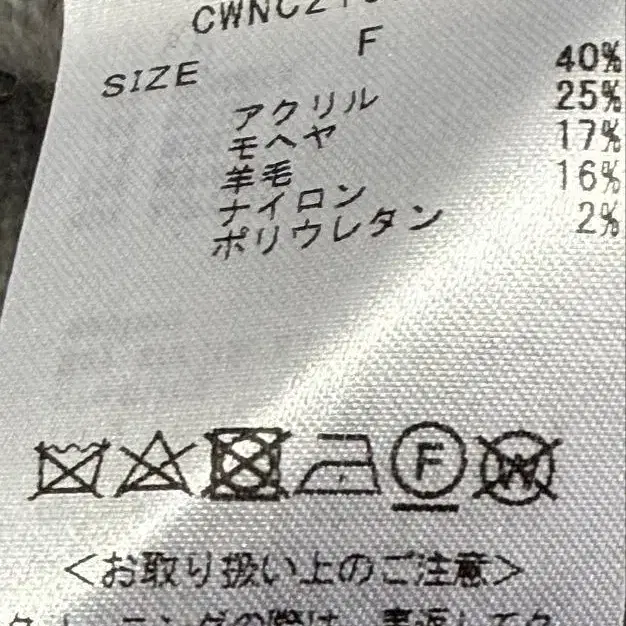 SIZE F
アクリル 40%
モヘヤ 25%
羊毛 17%
ナイロン 16%
ポリウレタン 2%
F
W
<お取り扱い上のご注意>